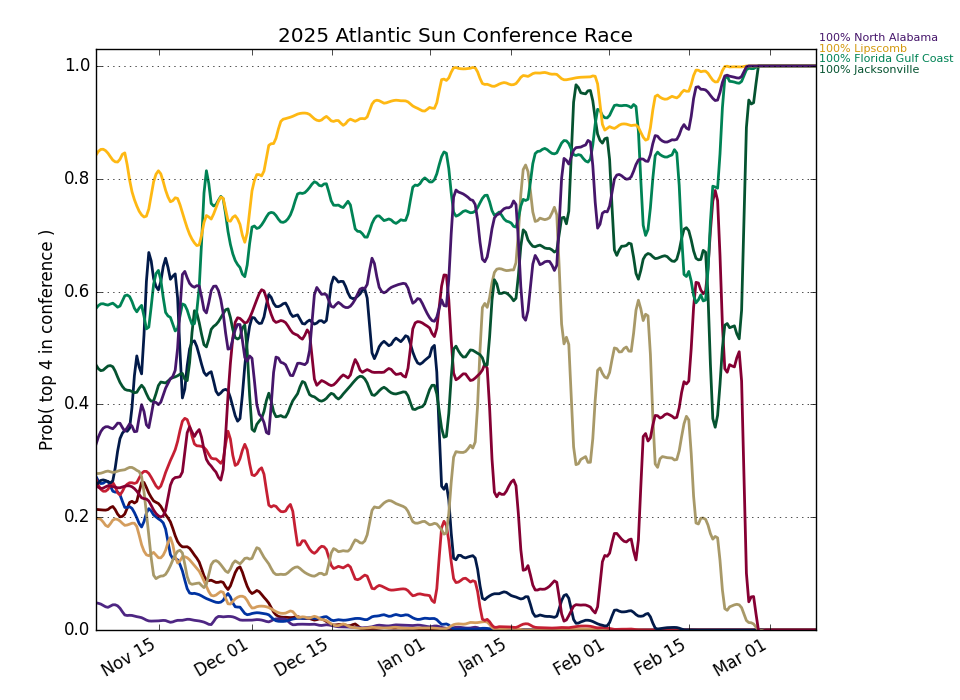 2025 Atlantic Sun Conference Race
100% North Alabama
100% Lipscomb
100% Florida Gulf Coast
100% Jacksonville
Prob( top 4 in conference )
1.0
0.8
0.6
0.4
0.2
0.0
Nov 15
Dec 01
Dec 15
Jan 01
Jan 15
Feb 01
Feb 15
Mar 01